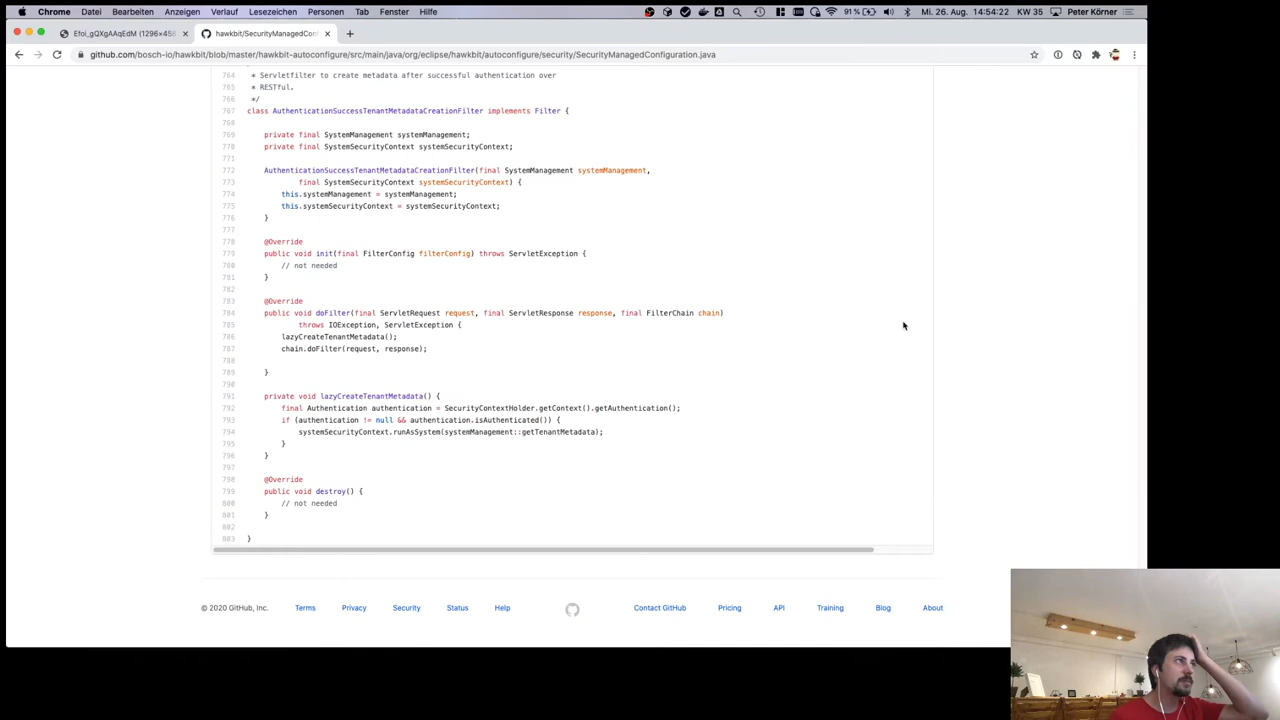 Chrome Datei Bearbeiten Anzeigen Verlauf Lesezeichen Personen Tab Fenster Hilfe 91 % Mi. 26. Aug. 14:54:22 KW 35 Peter Körner
Efoi_gQXgAAqEdM (1296×458 hawkbit/SecurityManagedConf
github.com/bosch-io/hawkbit/blob/master/hawkbit-autoconfigure/src/main/java/org/eclipse/hawkbit/autoconfigure/security/SecurityManagedConfiguration.java
764 * Servletfilter to create metadata after successful authentication over
765 * RESTful.
766 */
767 class AuthenticationSuccessTenantMetadataCreationFilter implements Filter {
768
769 private final SystemManagement systemManagement;
770 private final SystemSecurityContext systemSecurityContext;
771
772 AuthenticationSuccessTenantMetadataCreationFilter(final SystemManagement systemManagement,
773 final SystemSecurityContext systemSecurityContext) {
774 this.systemManagement = systemManagement;
775 this.systemSecurityContext = systemSecurityContext;
776 }
777
778 @Override
779 public void init(final FilterConfig filterConfig) throws ServletException {
780 // not needed
781 }
782
783 @Override
784 public void doFilter(final ServletRequest request, final ServletResponse response, final FilterChain chain)
785 throws IOException, ServletException {
786 lazyCreateTenantMetadata();
787 chain.doFilter(request, response);
788
789 }
790
791 private void lazyCreateTenantMetadata() {
792 final Authentication authentication = SecurityContextHolder.getContext().getAuthentication();
793 if (authentication != null && authentication.isAuthenticated()) {
794 systemSecurityContext.runAsSystem(systemManagement::getTenantMetadata);
795 }
796 }
797
798 @Override
799 public void destroy() {
800 // not needed
801 }
802
803 }
© 2020 GitHub, Inc. Terms Privacy Security Status Help Contact GitHub Pricing API Training Blog About